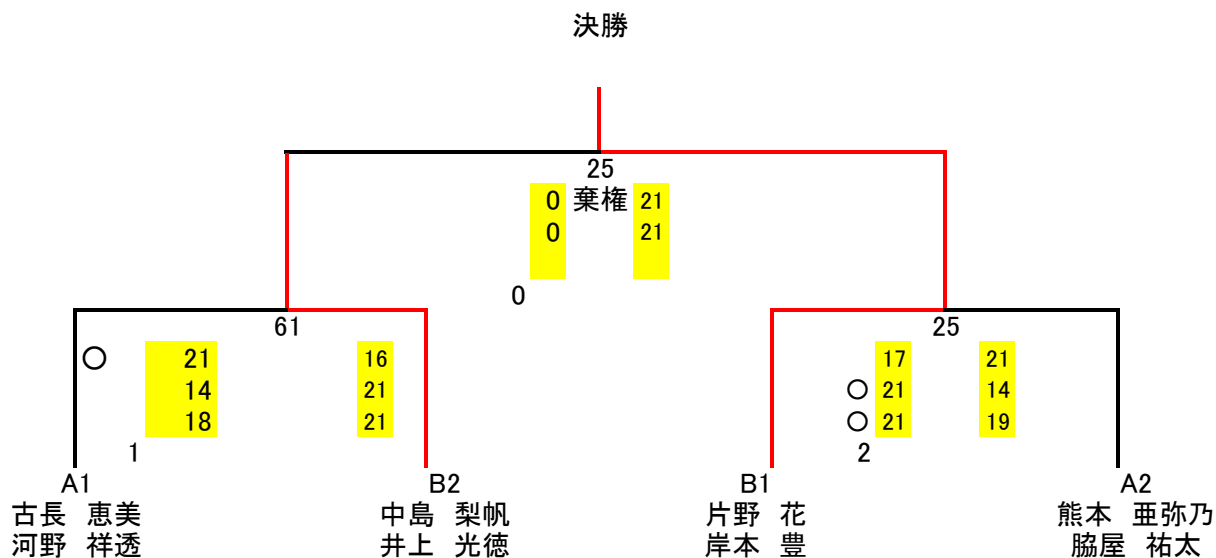 決勝
25
0 棄権 21
0 21
0
61 25
○ 21 16 17 21
14 21 ○ 21 14
18 21 ○ 21 19
1 2
A1 B2 B1 A2
古長 恵美 中島 梨帆 片野 花 熊本 亜弥乃
河野 祥透 井上 光徳 岸本 豊 脇屋 祐太